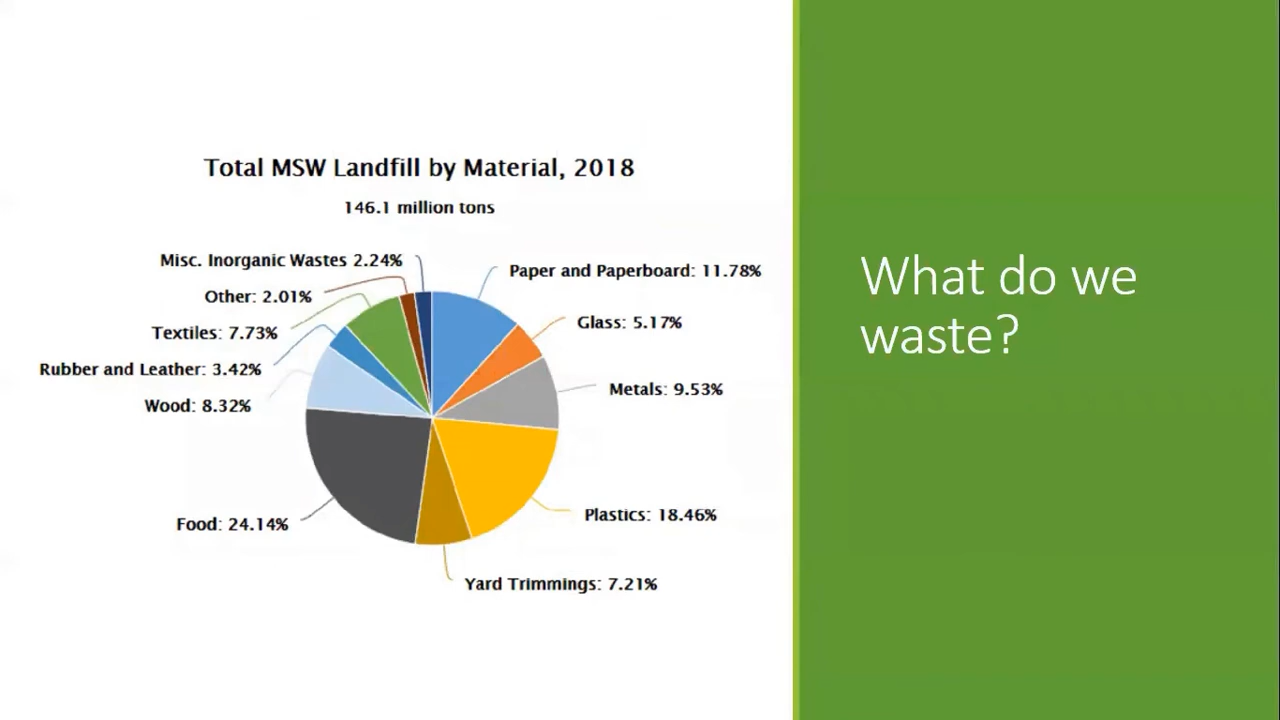 Total MSW Landfill by Material, 2018
146.1 million tons
Misc. Inorganic Wastes 2.24%
Other: 2.01%
Textiles: 7.73%
Rubber and Leather: 3.42%
Wood: 8.32%
Food: 24.14%
Paper and Paperboard: 11.78%
Glass: 5.17%
Metals: 9.53%
Plastics: 18.46%
Yard Trimmings: 7.21%
What do we
waste?